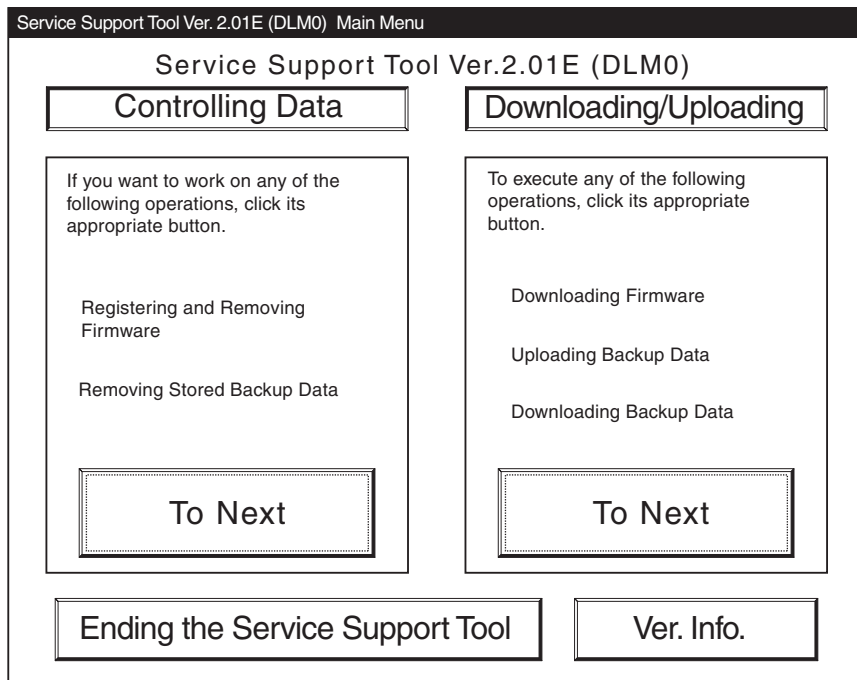 Service Support Tool Ver. 2.01E (DLM0) Main Menu
Service Support Tool Ver.2.01E (DLM0)
Controlling Data
If you want to work on any of the
following operations, click its
appropriate button.
Registering and Removing
Firmware
Removing Stored Backup Data
To Next
Downloading/Uploading
To execute any of the following
operations, click its appropriate
button.
Downloading Firmware
Uploading Backup Data
Downloading Backup Data
To Next
Ending the Service Support Tool
Ver. Info.